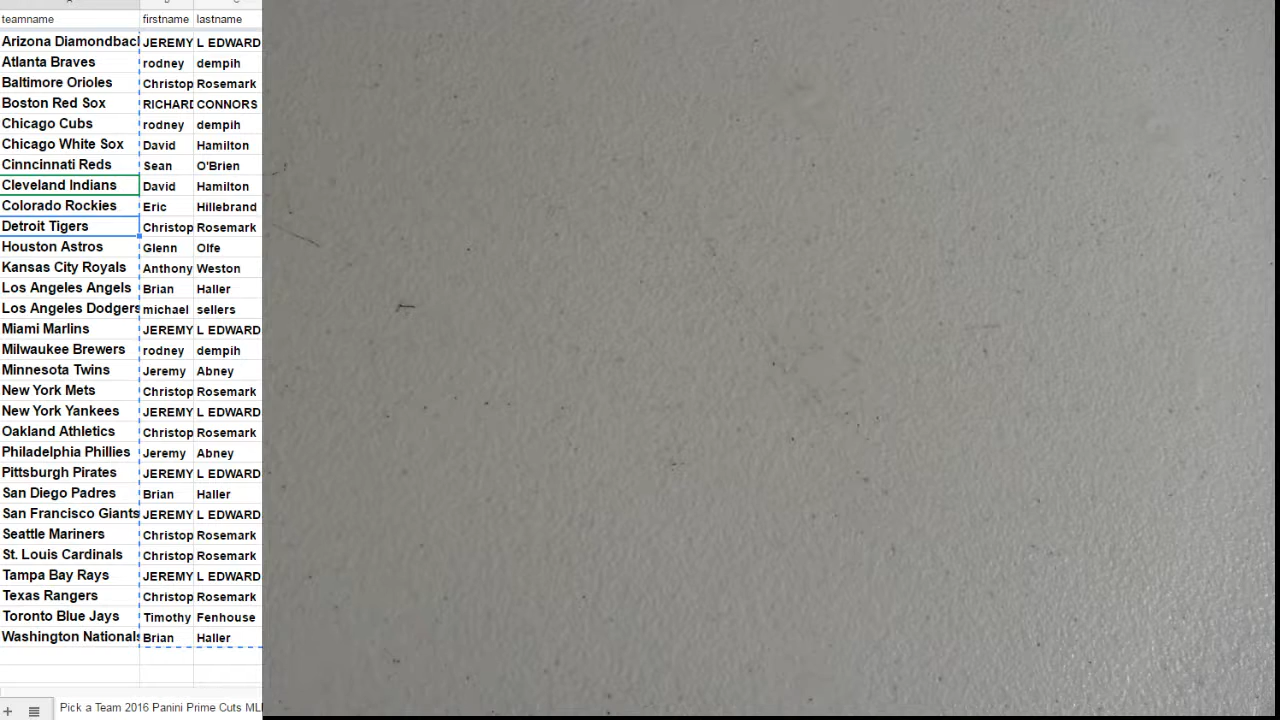 teamname firstname lastname
Arizona Diamondbac JEREMY L EDWARD
Atlanta Braves rodney dempih
Baltimore Orioles Christop Rosemark
Boston Red Sox RICHARD CONNORS
Chicago Cubs rodney dempih
Chicago White Sox David Hamilton
Cinncinnati Reds Sean O'Brien
Cleveland Indians David Hamilton
Colorado Rockies Eric Hillebrand
Detroit Tigers Christop Rosemark
Houston Astros Glenn Olfe
Kansas City Royals Anthony Weston
Los Angeles Angels Brian Haller
Los Angeles Dodgers michael sellers
Miami Marlins JEREMY L EDWARD
Milwaukee Brewers rodney dempih
Minnesota Twins Jeremy Abney
New York Mets Christop Rosemark
New York Yankees JEREMY L EDWARD
Oakland Athletics Christop Rosemark
Philadelphia Phillies Jeremy Abney
Pittsburgh Pirates JEREMY L EDWARD
San Diego Padres Brian Haller
San Francisco Giants JEREMY L EDWARD
Seattle Mariners Christop Rosemark
St. Louis Cardinals Christop Rosemark
Tampa Bay Rays JEREMY L EDWARD
Texas Rangers Christop Rosemark
Toronto Blue Jays Timothy Fenhouse
Washington Nationals Brian Haller
Pick a Team 2016 Panini Prime Cuts ML